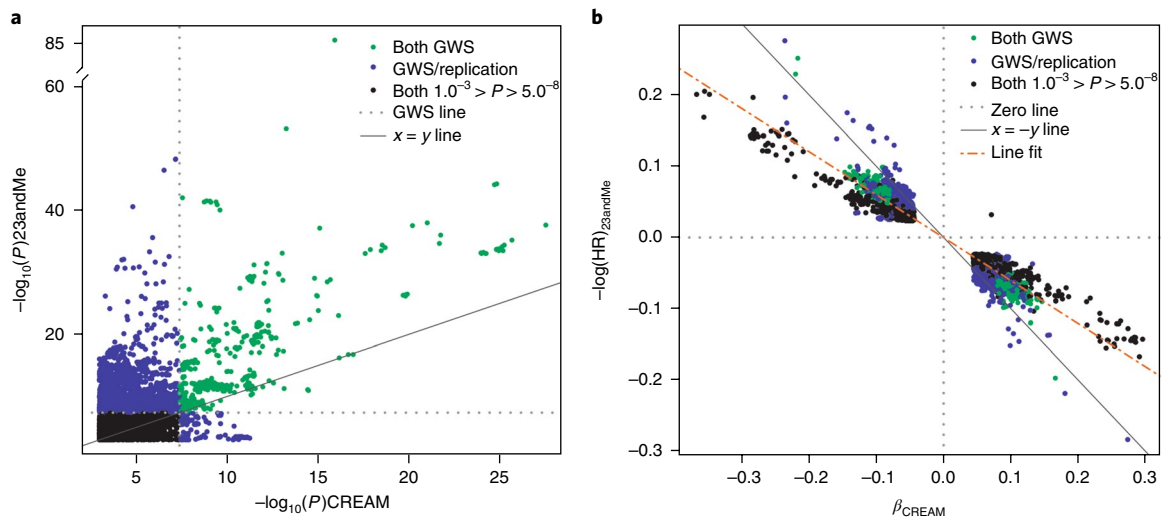 a
85
60
40
20
–log10(P)23andMe
5
10
15
20
25
–log10(P)CREAM
Both GWS
GWS/replication
Both 1.0–3 > P > 5.0–8
GWS line
x = y line
b
0.2
0.1
0.0
–0.1
–0.2
–0.3
–log(HR)23andMe
–0.3
–0.2
–0.1
0.0
0.1
0.2
0.3
βCREAM
Both GWS
GWS/replication
Both 1.0–3 > P > 5.0–8
Zero line
x = –y line
Line fit